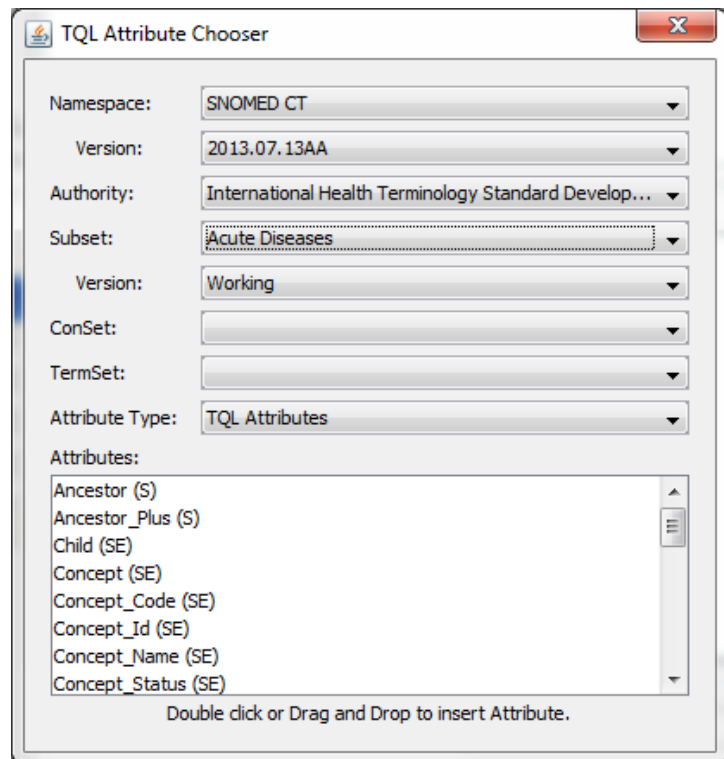 TQL Attribute Chooser
Namespace: SNOMED CT
Version: 2013.07.13AA
Authority: International Health Terminology Standard Develop...
Subset: Acute Diseases
Version: Working
ConSet:
TermSet:
Attribute Type: TQL Attributes
Attributes:
Ancestor (S)
Ancestor_Plus (S)
Child (SE)
Concept (SE)
Concept_Code (SE)
Concept_Id (SE)
Concept_Name (SE)
Concept_Status (SE)
Double click or Drag and Drop to insert Attribute.